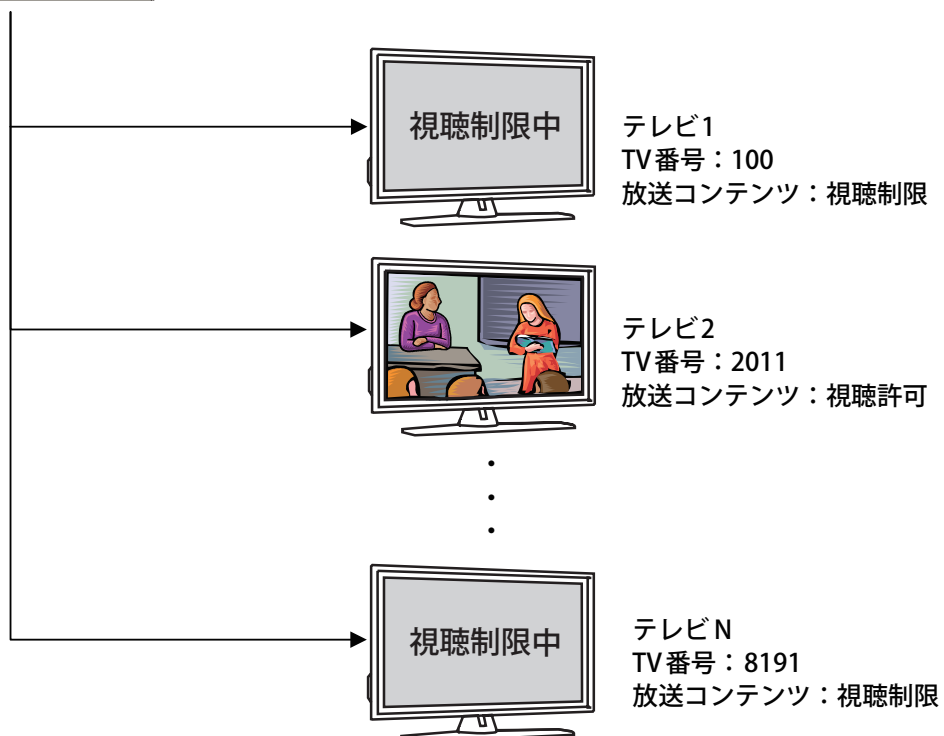 視聴制限中
テレビ1
TV番号：100
放送コンテンツ：視聴制限
テレビ2
TV番号：2011
放送コンテンツ：視聴許可
視聴制限中
テレビN
TV番号：8191
放送コンテンツ：視聴制限